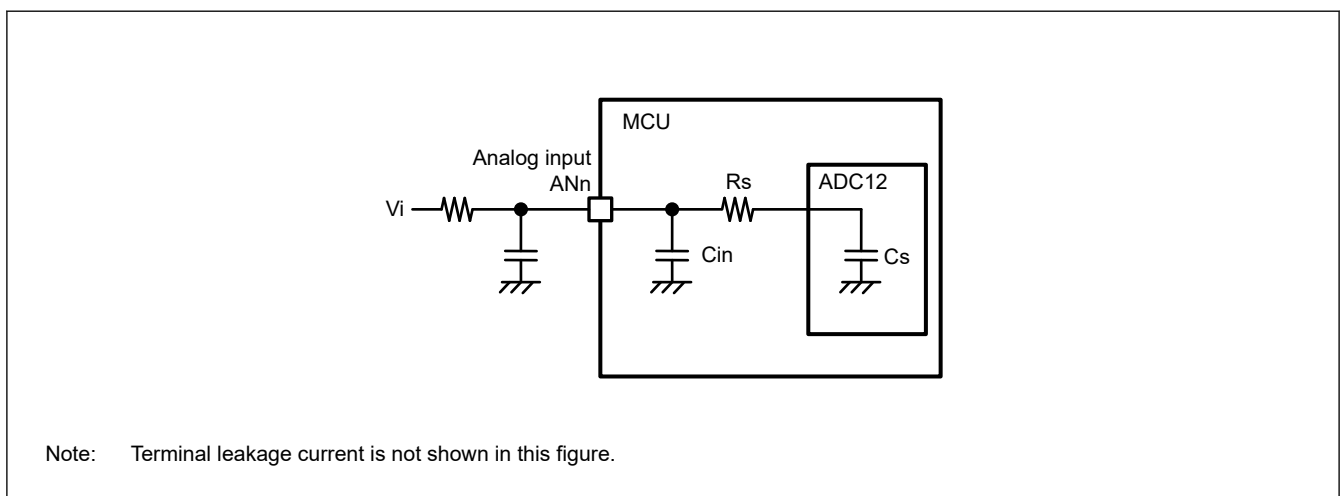 MCU
Analog input
ANn
Rs
ADC12
Vi
Cin
Cs
Note: Terminal leakage current is not shown in this figure.